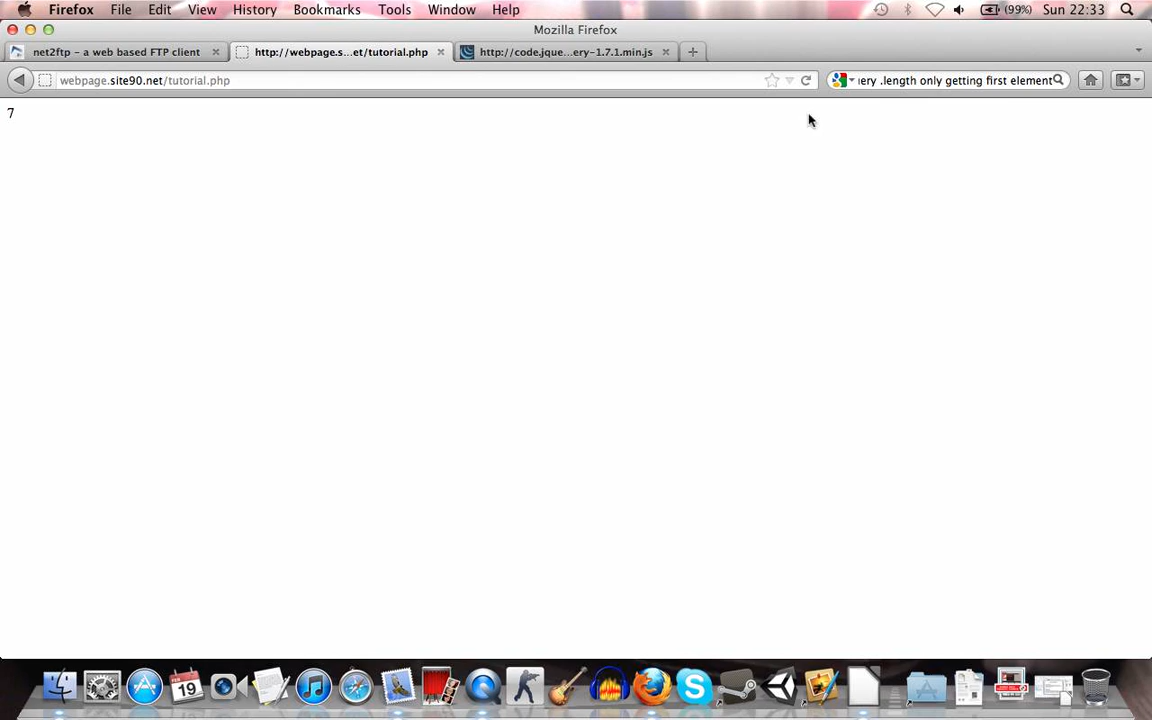 Firefox File Edit View History Bookmarks Tools Window Help (99%) Sun 22:33
Mozilla Firefox
net2ftp - a web based FTP client http://webpage.s...et/tutorial.php http://code.jque...ery-1.7.1.min.js
webpage.site90.net/tutorial.php ery .length only getting first element
7
FEB
19